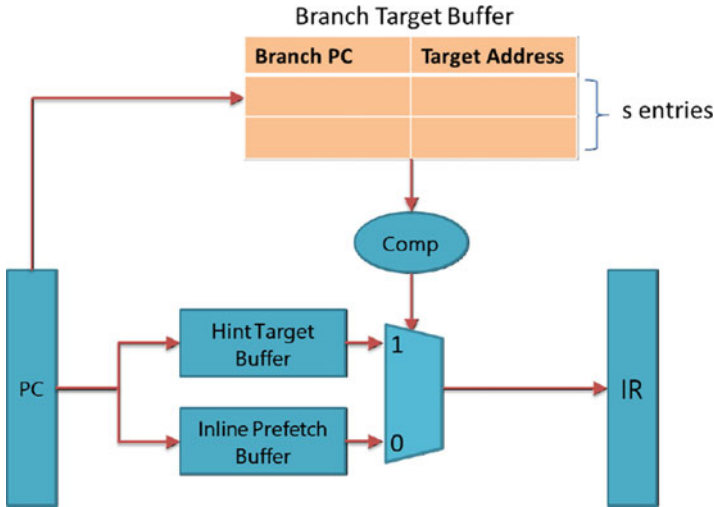 Branch Target Buffer
Branch PC
Target Address
s entries
Comp
Hint Target
Buffer
1
PC
IR
Inline Prefetch
Buffer
0